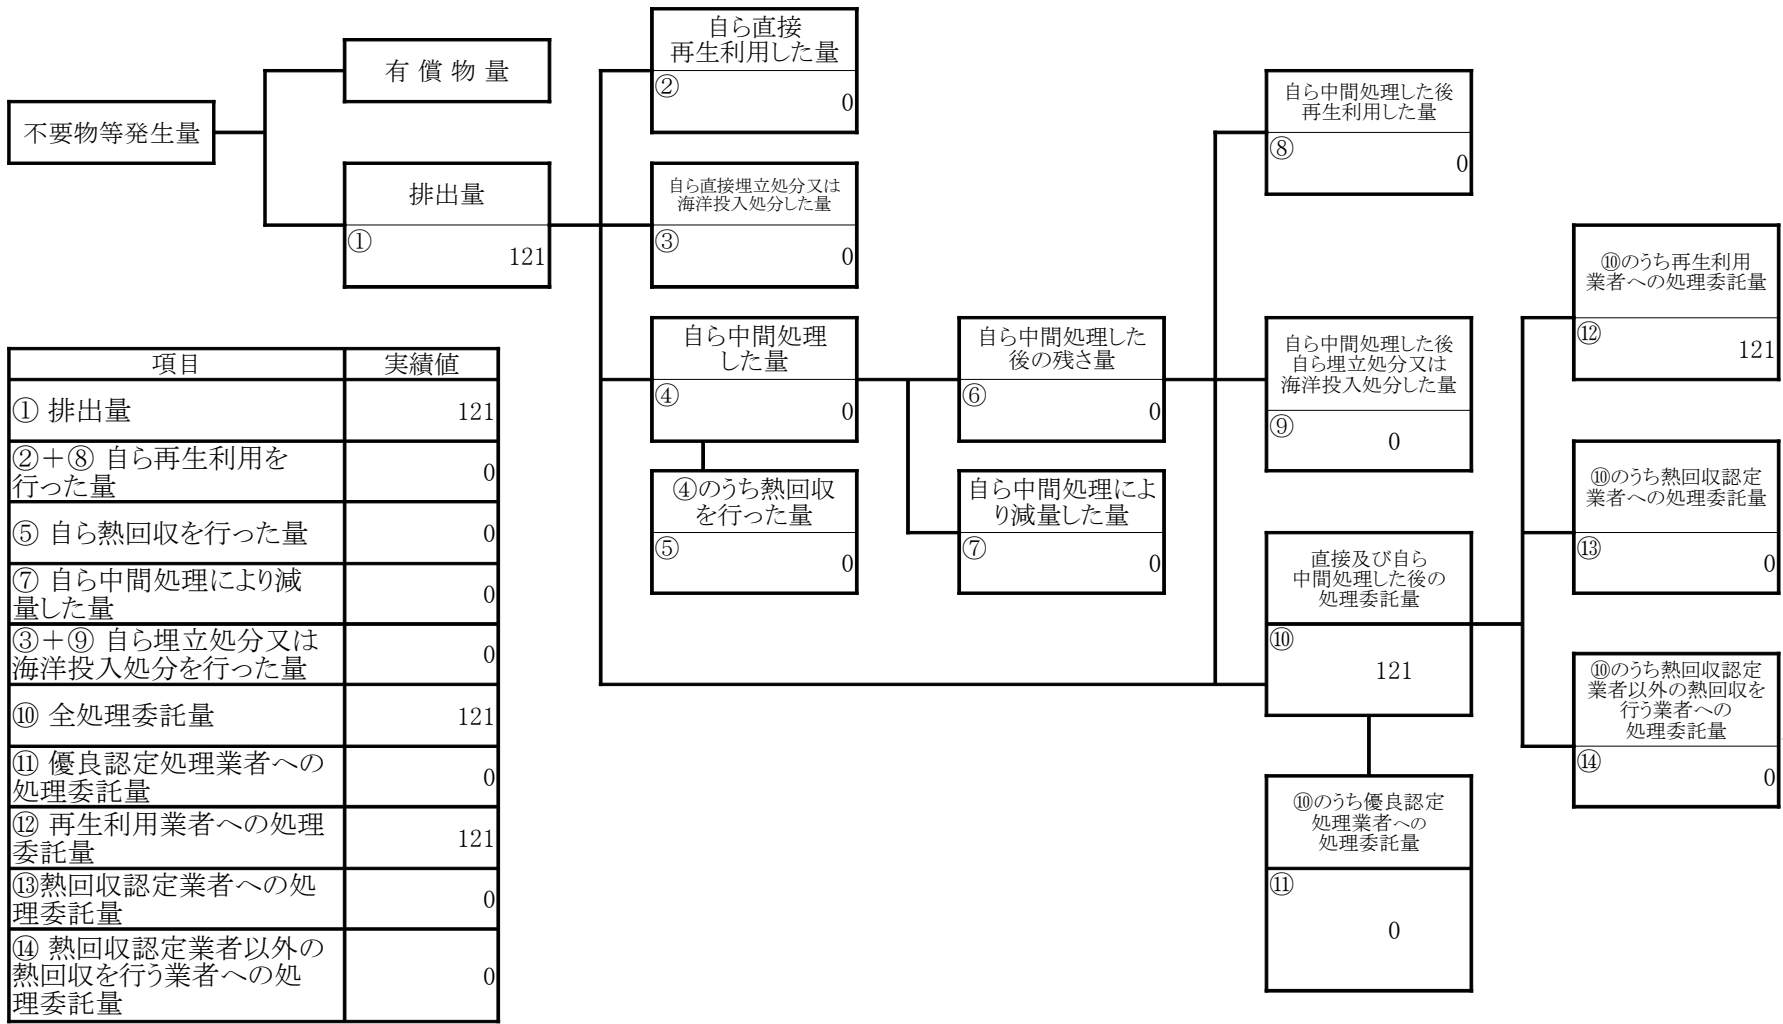 不要物等発生量
有 償 物 量
排出量
①
121
自ら直接
再生利用した量
②
0
自ら直接埋立処分又は
海洋投入処分した量
③
0
自ら中間処理
した量
④
0
④のうち熱回収
を行った量
⑤
0
自ら中間処理した
後の残さ量
⑥
0
自ら中間処理によ
り減量した量
⑦
0
自ら中間処理した後
再生利用した量
⑧
0
自ら中間処理した後
自ら埋立処分又は
海洋投入処分した量
⑨
0
直接及び自ら
中間処理した後の
処理委託量
⑩
121
⑩のうち優良認定
処理業者への
処理委託量
⑪
0
⑩のうち再生利用
業者への処理委託量
⑫
121
⑩のうち熱回収認定
業者への処理委託量
⑬
0
⑩のうち熱回収認定
業者以外の熱回収を
行う業者への
処理委託量
⑭
0
項目 実績値
① 排出量 121
②＋⑧ 自ら再生利用を
行った量 0
⑤ 自ら熱回収を行った量 0
⑦ 自ら中間処理により減
量した量 0
③＋⑨ 自ら埋立処分又は
海洋投入処分を行った量 0
⑩ 全処理委託量 121
⑪ 優良認定処理業者への
処理委託量 0
⑫ 再生利用業者への処理
委託量 121
⑬熱回収認定業者への処
理委託量 0
⑭ 熱回収認定業者以外の
熱回収を行う業者への処
理委託量 0